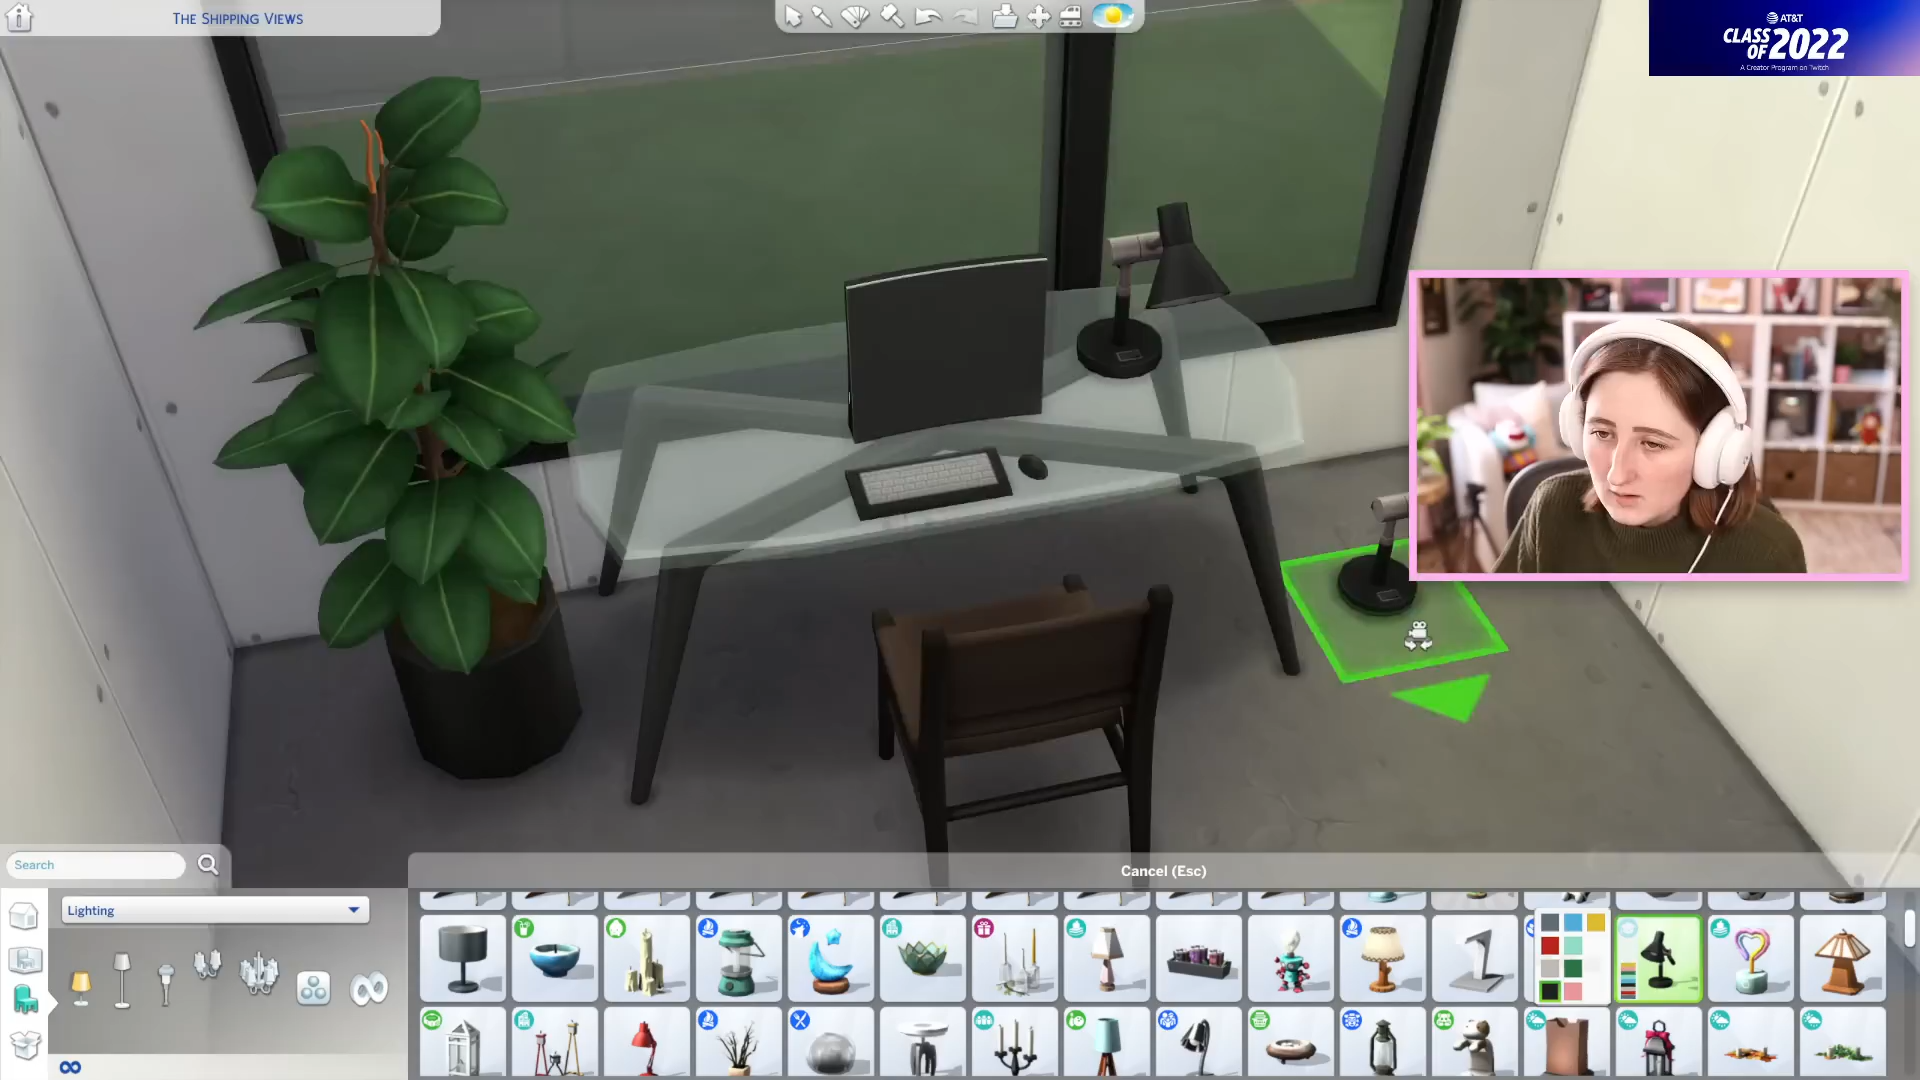 The Shipping Views
AT&T
CLASS
OF 2022
A Creator Program on Twitch
Cancel (Esc)
Search
Lighting